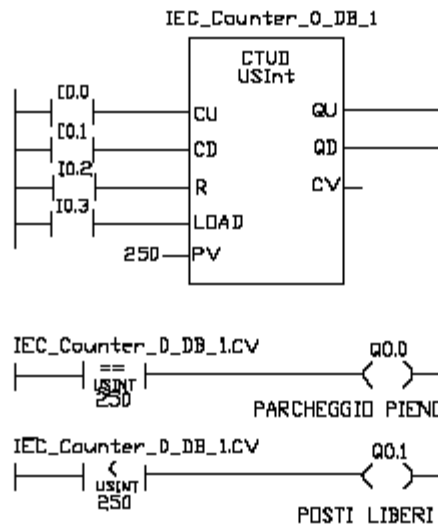 IEC_Counter_0_DB_1
CTUD
USInt
I0.0
CU
QU
I0.1
CD
QD
I0.2
R
CV
I0.3
LOAD
250
PV
IEC_Counter_0_DB_1.CV
Q0.0
==
USINT
250
PARCHEGGIO PIENO
IEC_Counter_0_DB_1.CV
Q0.1
<
USINT
250
POSTI LIBERI